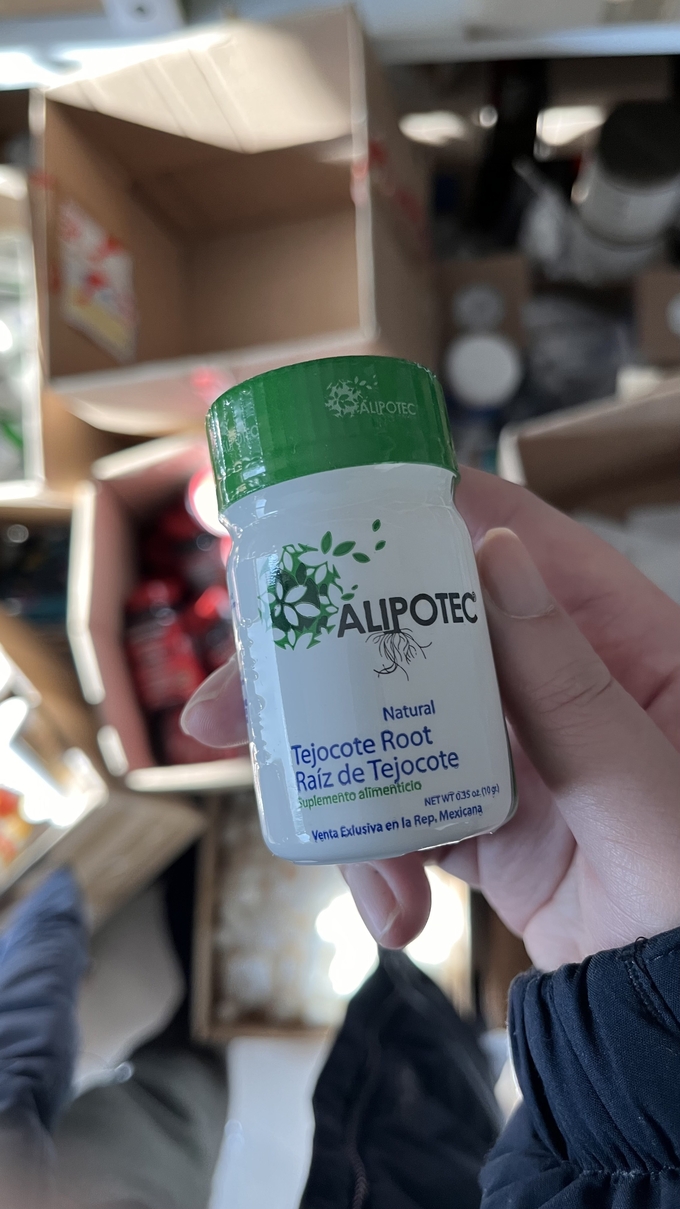 ALIPOTEC
ALIPOTEC®
Natural
Tejocote Root
Raíz de Tejocote
Suplemento alimenticio
NET WT 0.35 oz. (10 gr)
Venta Exlusiva en la Rep, Mexicana